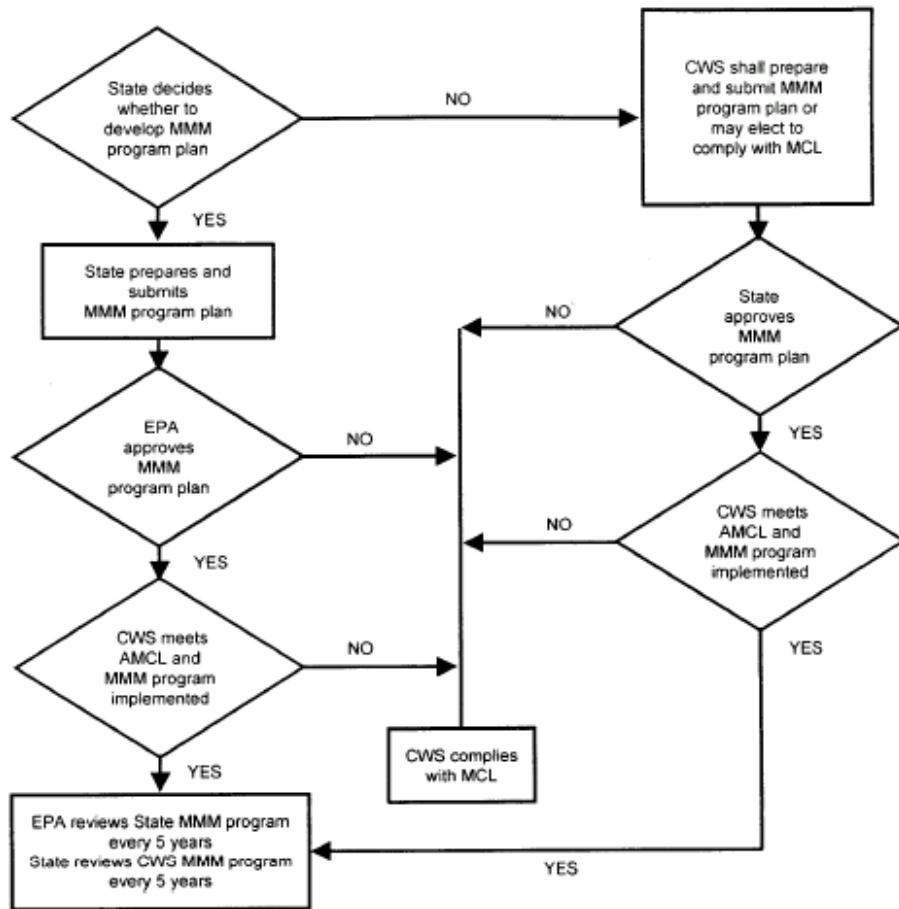 State decides
whether to
develop MMM
program plan
NO
CWS shall prepare
and submit MMM
program plan or
may elect to
comply with MCL
YES
State prepares and
submits
MMM program plan
State
approves
MMM
program plan
NO
YES
EPA
approves
MMM
program plan
NO
YES
CWS meets
AMCL and
MMM program
implemented
NO
YES
CWS meets
AMCL and
MMM program
implemented
NO
YES
CWS complies
with MCL
EPA reviews State MMM program
every 5 years
State reviews CWS MMM program
every 5 years
YES